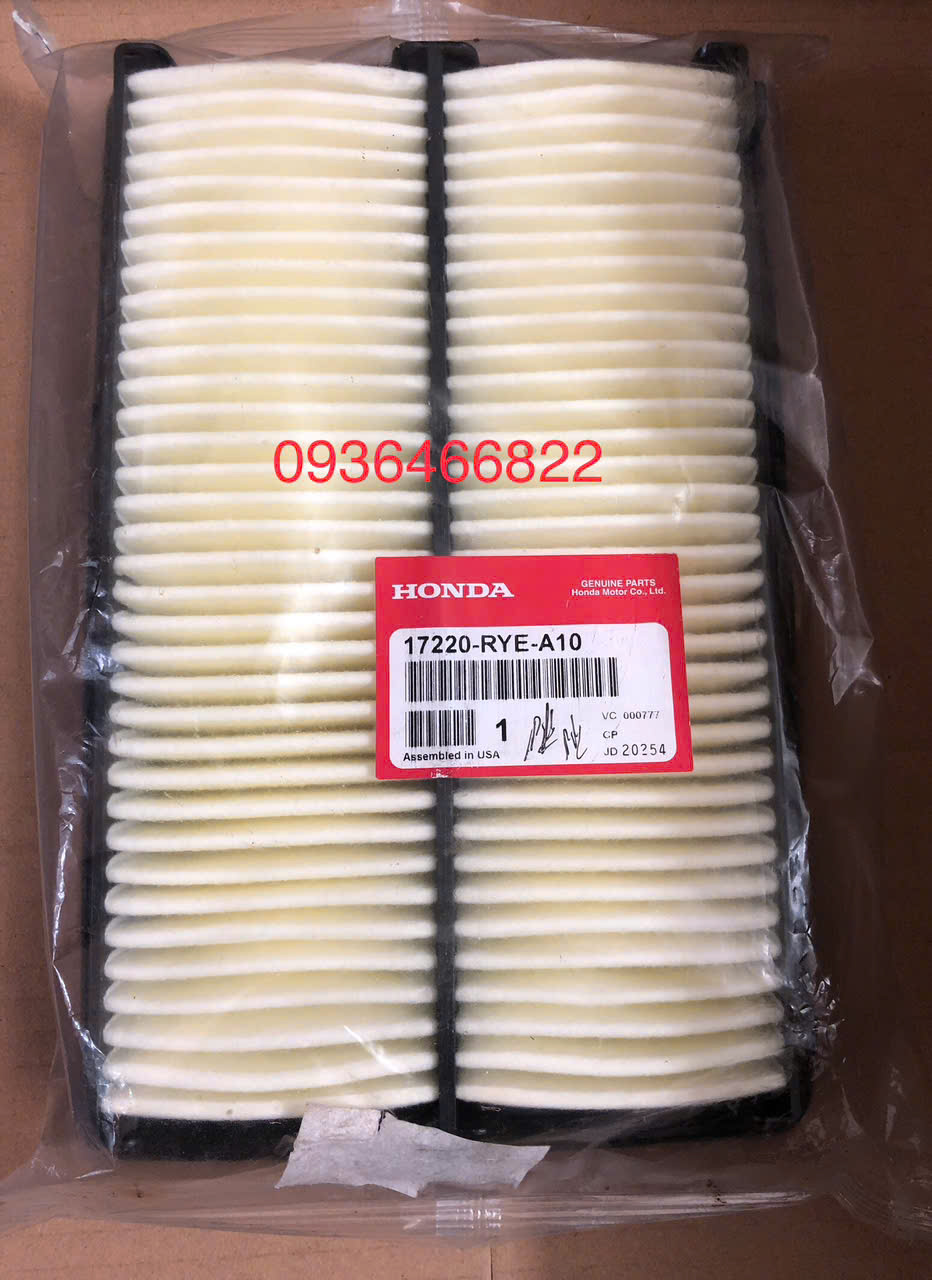 0936466822
HONDA
GENUINE PARTS
Honda Motor Co., Ltd.
17220-RYE-A10
1
VC 000777
CP
JD 20254
Assembled in USA